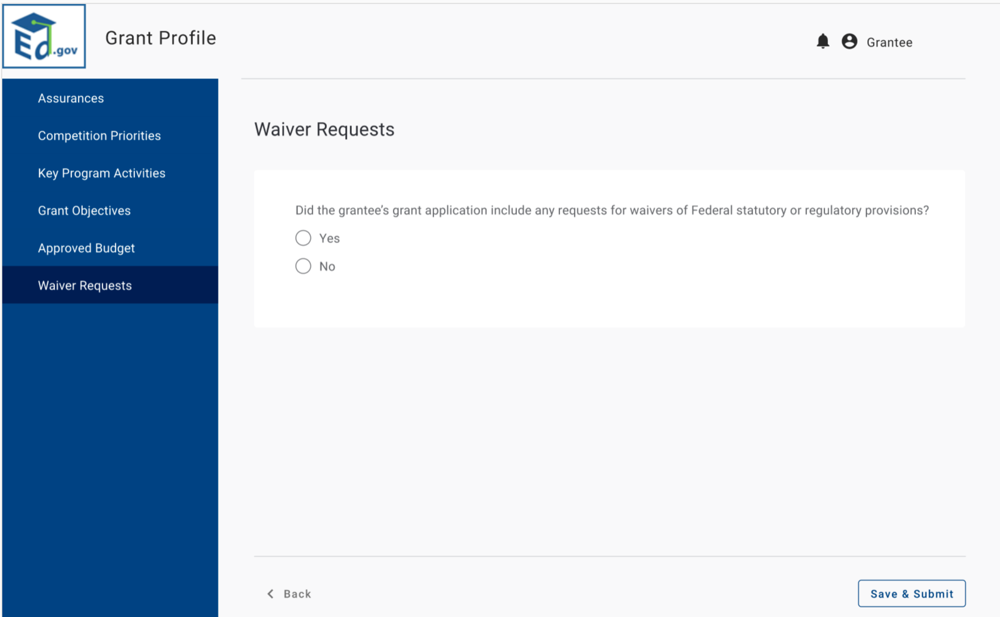 Ed.gov
Grant Profile
Grantee
Assurances
Competition Priorities
Key Program Activities
Grant Objectives
Approved Budget
Waiver Requests
Waiver Requests
Did the grantee’s grant application include any requests for waivers of Federal statutory or regulatory provisions?
Yes
No
Back
Save & Submit